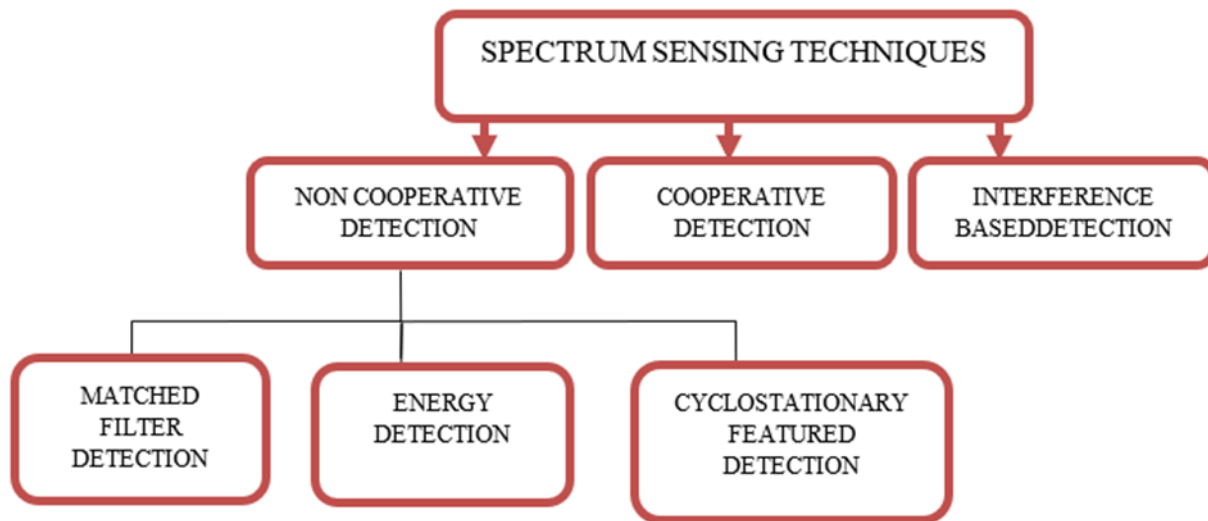 SPECTRUM SENSING TECHNIQUES
NON COOPERATIVE
DETECTION
COOPERATIVE
DETECTION
INTERFERENCE
BASEDDETECTION
MATCHED
FILTER
DETECTION
ENERGY
DETECTION
CYCLOSTATIONARY
FEATURED
DETECTION